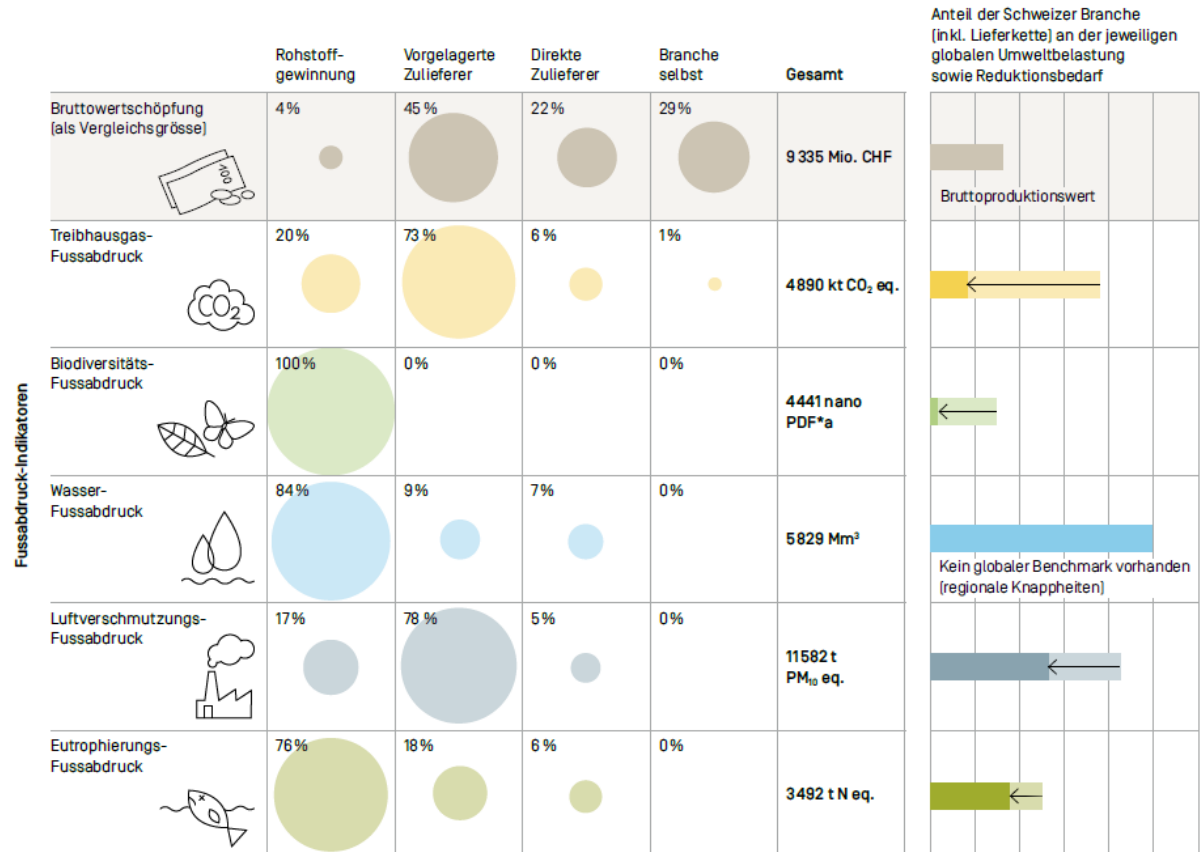 Anteil der Schweizer Branche
(inkl. Lieferkette) an der jeweiligen
globalen Umweltbelastung
sowie Reduktionsbedarf
Rohstoff-
gewinnung
Vorgelagerte
Zulieferer
Direkte
Zulieferer
Branche
selbst
Gesamt
Fussabdruck-Indikatoren
Bruttowertschöpfung
(als Vergleichsgrösse)
100
4 %
45 %
22 %
29 %
9 335 Mio. CHF
Bruttoproduktionswert
Treibhausgas-
Fussabdruck
CO2
20 %
73 %
6 %
1 %
4890 kt CO₂ eq.
Biodiversitäts-
Fussabdruck
100 %
0 %
0 %
0 %
4441 nano
PDF*a
Wasser-
Fussabdruck
84 %
9 %
7 %
0 %
5829 Mm³
Kein globaler Benchmark vorhanden
(regionale Knappheiten)
Luftverschmutzungs-
Fussabdruck
17 %
78 %
5 %
0 %
11582 t
PM₁₀ eq.
Eutrophierungs-
Fussabdruck
76 %
18 %
6 %
0 %
3492 t N eq.